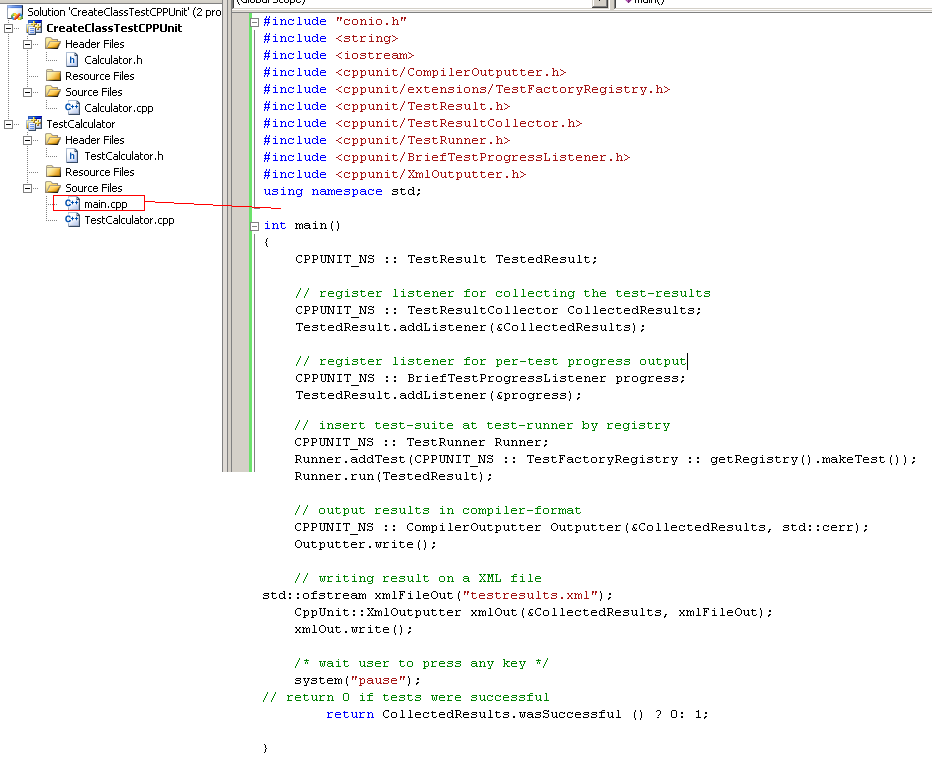 Solution 'CreateClassTestCPPUnit' (2 pro
CreateClassTestCPPUnit
Header Files
Calculator.h
Resource Files
Source Files
Calculator.cpp
TestCalculator
Header Files
TestCalculator.h
Resource Files
Source Files
main.cpp
TestCalculator.cpp
(Global Scope)
main()
#include "conio.h"
#include <string>
#include <iostream>
#include <cppunit/CompilerOutputter.h>
#include <cppunit/extensions/TestFactoryRegistry.h>
#include <cppunit/TestResult.h>
#include <cppunit/TestResultCollector.h>
#include <cppunit/TestRunner.h>
#include <cppunit/BriefTestProgressListener.h>
#include <cppunit/XmlOutputter.h>
using namespace std;
int main()
{
CPPUNIT_NS :: TestResult TestedResult;
// register listener for collecting the test-results
CPPUNIT_NS :: TestResultCollector CollectedResults;
TestedResult.addListener(&CollectedResults);
// register listener for per-test progress output
CPPUNIT_NS :: BriefTestProgressListener progress;
TestedResult.addListener(&progress);
// insert test-suite at test-runner by registry
CPPUNIT_NS :: TestRunner Runner;
Runner.addTest(CPPUNIT_NS :: TestFactoryRegistry :: getRegistry().makeTest());
Runner.run(TestedResult);
// output results in compiler-format
CPPUNIT_NS :: CompilerOutputter Outputter(&CollectedResults, std::cerr);
Outputter.write();
// writing result on a XML file
std::ofstream xmlFileOut("testresults.xml");
CppUnit::XmlOutputter xmlOut(&CollectedResults, xmlFileOut);
xmlOut.write();
/* wait user to press any key */
system("pause");
// return 0 if tests were successful
return CollectedResults.wasSuccessful () ? 0: 1;
}